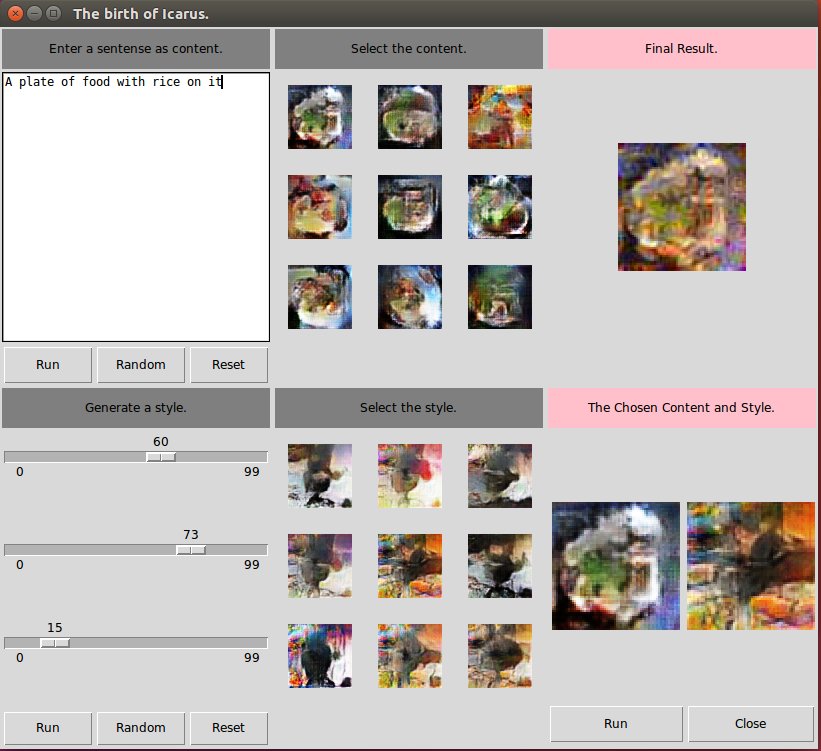 The birth of Icarus.
Enter a sentense as content.
Select the content.
Final Result.
A plate of food with rice on it
Run
Random
Reset
Generate a style.
Select the style.
The Chosen Content and Style.
60
0
99
73
0
99
15
0
99
Run
Random
Reset
Run
Close